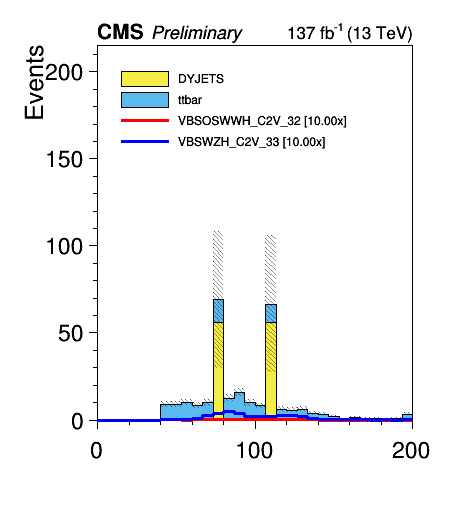 CMS Preliminary 137 fb-1 (13 TeV)
Events
200
150
100
50
0
DYJETS
ttbar
VBSOSWWH_C2V_32 [10.00x]
VBSWZH_C2V_33 [10.00x]
0 100 200